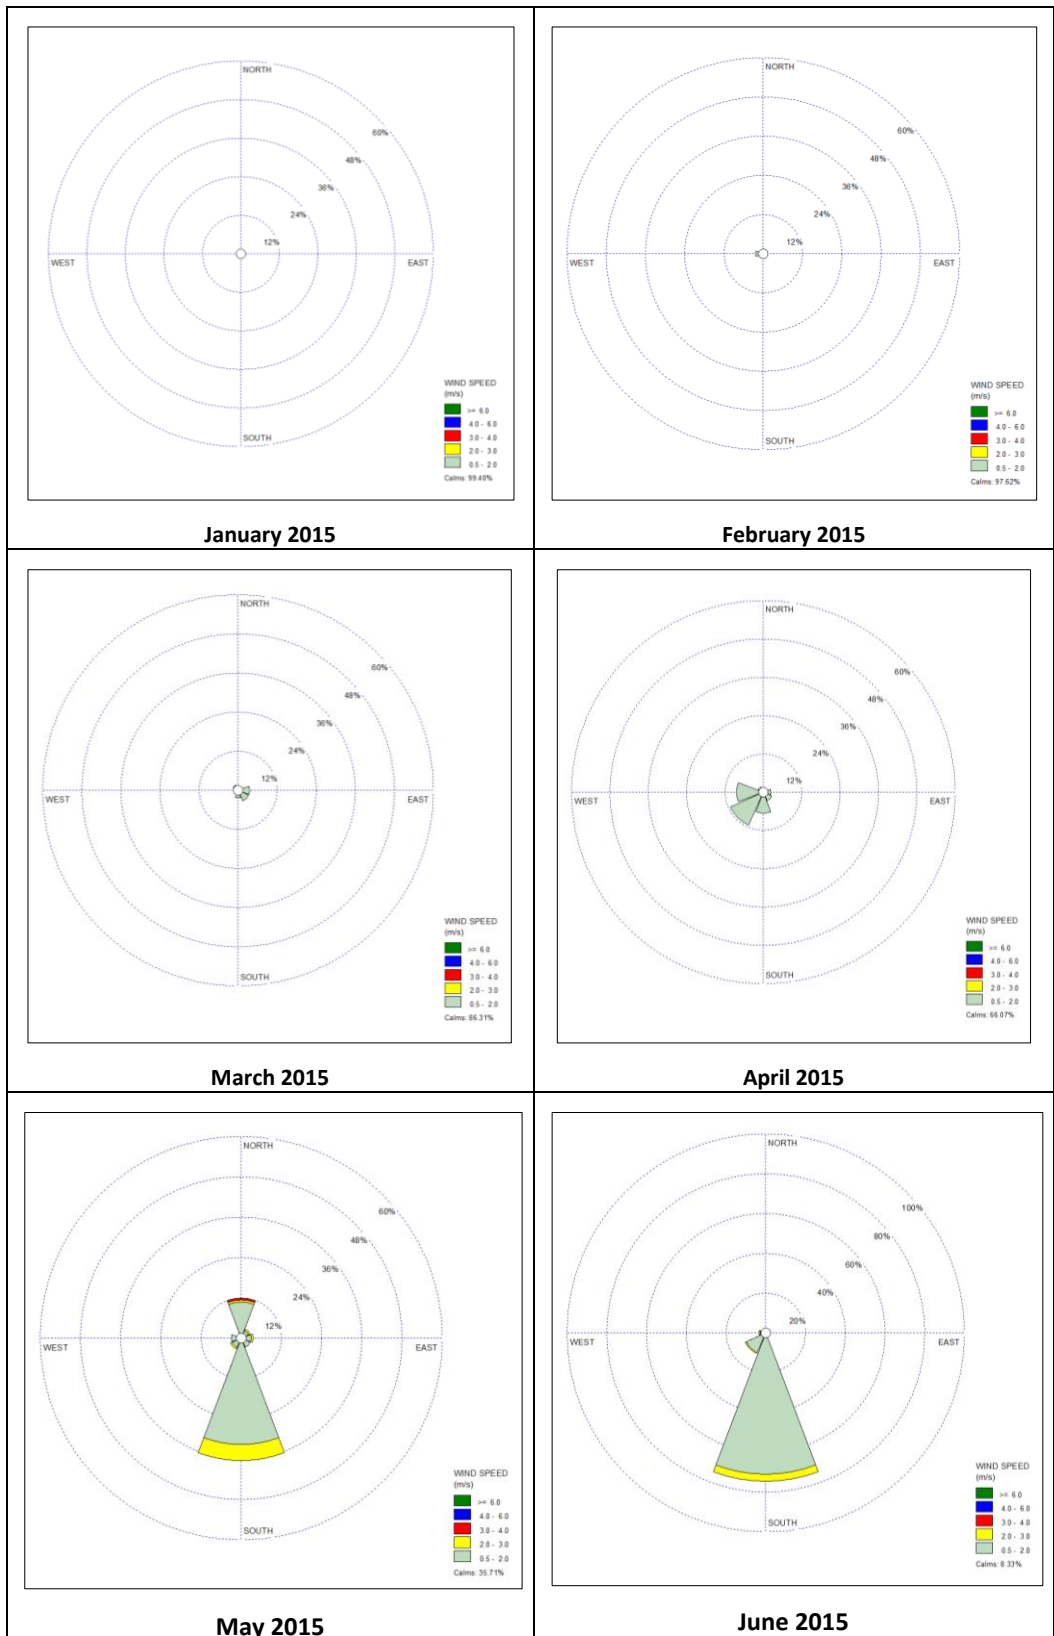 NORTH
60%
48%
36%
24%
12%
WEST
EAST
SOUTH
WIND SPEED
(m/s)
>= 6.0
4.0 - 6.0
3.0 - 4.0
2.0 - 3.0
0.5 - 2.0
Calms: 99.40%
January 2015
NORTH
60%
48%
36%
24%
12%
WEST
EAST
SOUTH
WIND SPEED
(m/s)
>= 6.0
4.0 - 6.0
3.0 - 4.0
2.0 - 3.0
0.5 - 2.0
Calms: 97.62%
February 2015
NORTH
60%
48%
36%
24%
12%
WEST
EAST
SOUTH
WIND SPEED
(m/s)
>= 6.0
4.0 - 6.0
3.0 - 4.0
2.0 - 3.0
0.5 - 2.0
Calms: 86.31%
March 2015
NORTH
60%
48%
36%
24%
12%
WEST
EAST
SOUTH
WIND SPEED
(m/s)
>= 6.0
4.0 - 6.0
3.0 - 4.0
2.0 - 3.0
0.5 - 2.0
Calms: 66.07%
April 2015
NORTH
60%
48%
36%
24%
12%
WEST
EAST
SOUTH
WIND SPEED
(m/s)
>= 6.0
4.0 - 6.0
3.0 - 4.0
2.0 - 3.0
0.5 - 2.0
Calms: 35.71%
May 2015
NORTH
100%
80%
60%
40%
20%
WEST
EAST
SOUTH
WIND SPEED
(m/s)
>= 6.0
4.0 - 6.0
3.0 - 4.0
2.0 - 3.0
0.5 - 2.0
Calms: 8.33%
June 2015